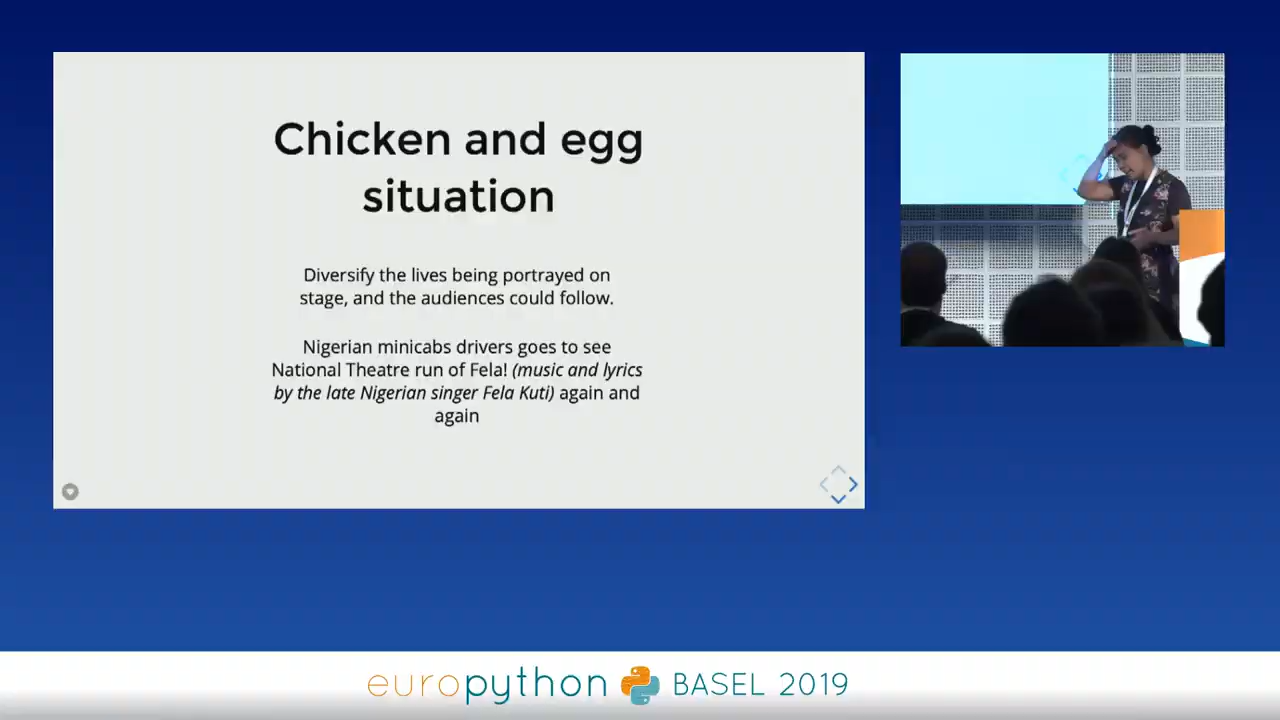 Chicken and egg
situation
Diversify the lives being portrayed on
stage, and the audiences could follow.
Nigerian minicabs drivers goes to see
National Theatre run of Fela! (music and lyrics
by the late Nigerian singer Fela Kuti) again and
again
europython BASEL 2019